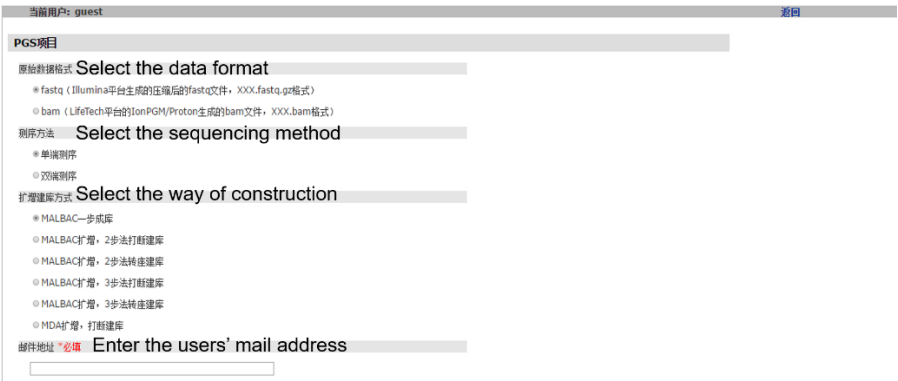 当前用户: guest 返回
PGS项目
原始数据格式 Select the data format
fastq (Illumina平台生成的压缩后的fastq文件，XXX.fastq.gz格式)
bam (LifeTech平台的IonPGM/Proton生成的bam文件，XXX.bam格式)
测序方法 Select the sequencing method
单端测序
双端测序
扩增建库方式 Select the way of construction
MALBAC一步成库
MALBAC扩增，2步法打断建库
MALBAC扩增，2步法转座建库
MALBAC扩增，3步法打断建库
MALBAC扩增，3步法转座建库
MDA扩增，打断建库
邮件地址 *必填 Enter the users' mail address